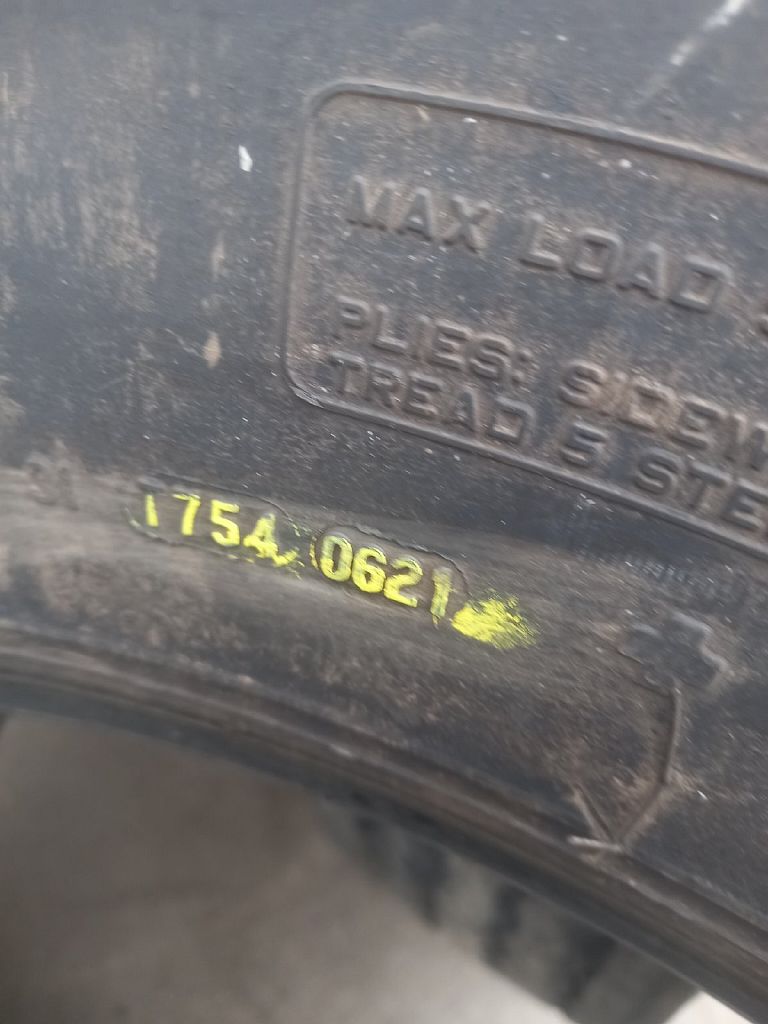 MAX LOAD
PLIES: SIDEW
TREAD 5 STE
1754 0621